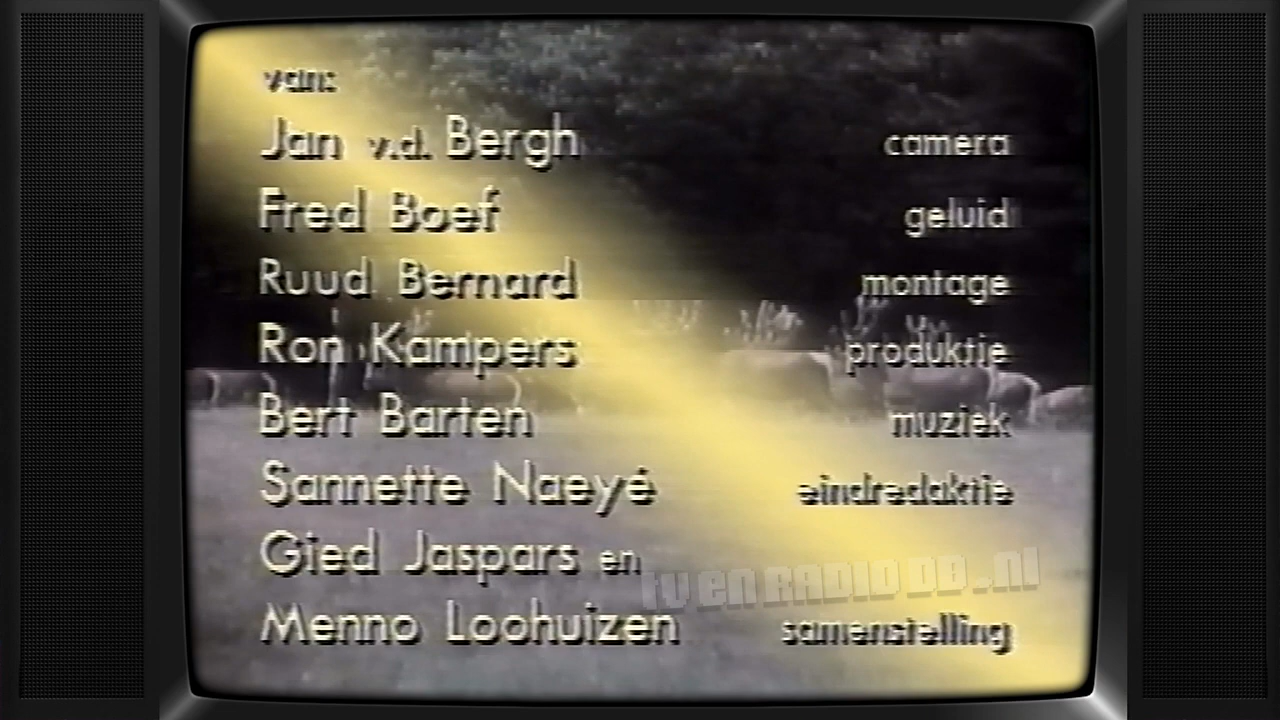 van:
Jan v.d. Bergh camera
Fred Boef geluid
Ruud Bernard montage
Ron Kampers produktie
Bert Barten muziek
Sannette Naeyé eindredaktie
Gied Jaspars en
tv en RADIO DB.nl
Menno Loohuizen samenstelling